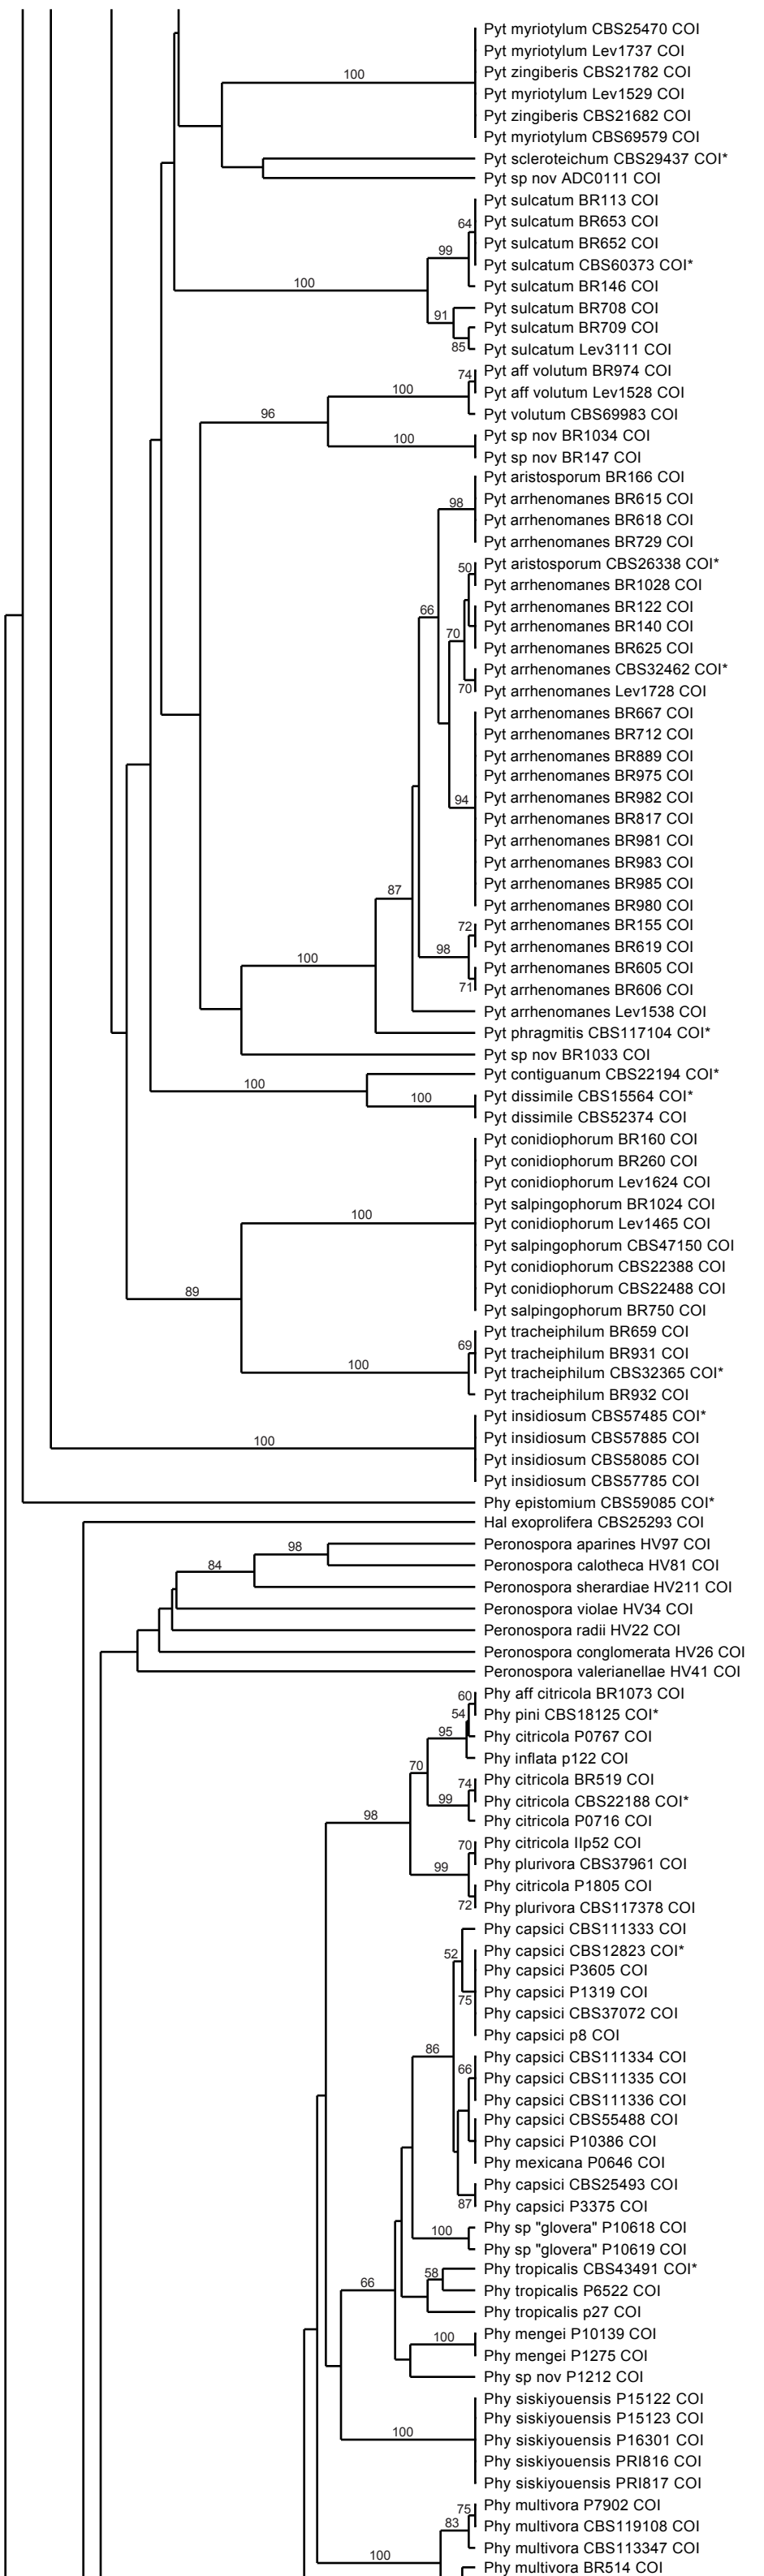 Pyt myriotylum CBS25470 COI
Pyt myriotylum Lev1737 COI
Pyt zingiberis CBS21782 COI
100
Pyt myriotylum Lev1529 COI
Pyt zingiberis CBS21682 COI
Pyt myriotylum CBS69579 COI
Pyt scleroteichum CBS29437 COI*
Pyt sp nov ADC0111 COI
Pyt sulcatum BR113 COI
Pyt sulcatum BR653 COI
64
Pyt sulcatum BR652 COI
99
Pyt sulcatum CBS60373 COI*
100
Pyt sulcatum BR146 COI
Pyt sulcatum BR708 COI
91
Pyt sulcatum BR709 COI
85
Pyt sulcatum Lev3111 COI
Pyt aff volutum BR974 COI
74
Pyt aff volutum Lev1528 COI
100
Pyt volutum CBS69983 COI
96
Pyt sp nov BR1034 COI
100
Pyt sp nov BR147 COI
Pyt aristosporum BR166 COI
Pyt arrhenomanes BR615 COI
98
Pyt arrhenomanes BR618 COI
Pyt arrhenomanes BR729 COI
Pyt aristosporum CBS26338 COI*
50
Pyt arrhenomanes BR1028 COI
Pyt arrhenomanes BR122 COI
66
Pyt arrhenomanes BR140 COI
70
Pyt arrhenomanes BR625 COI
Pyt arrhenomanes CBS32462 COI*
70
Pyt arrhenomanes Lev1728 COI
Pyt arrhenomanes BR667 COI
Pyt arrhenomanes BR712 COI
Pyt arrhenomanes BR889 COI
Pyt arrhenomanes BR975 COI
Pyt arrhenomanes BR982 COI
94
Pyt arrhenomanes BR817 COI
Pyt arrhenomanes BR981 COI
Pyt arrhenomanes BR983 COI
Pyt arrhenomanes BR985 COI
87
Pyt arrhenomanes BR980 COI
Pyt arrhenomanes BR155 COI
72
Pyt arrhenomanes BR619 COI
98
100
Pyt arrhenomanes BR605 COI
71
Pyt arrhenomanes BR606 COI
Pyt arrhenomanes Lev1538 COI
Pyt phragmitis CBS117104 COI*
Pyt sp nov BR1033 COI
Pyt contiguanum CBS22194 COI*
100
Pyt dissimile CBS15564 COI*
100
Pyt dissimile CBS52374 COI
Pyt conidiophorum BR160 COI
Pyt conidiophorum BR260 COI
Pyt conidiophorum Lev1624 COI
Pyt salpingophorum BR1024 COI
100
Pyt conidiophorum Lev1465 COI
Pyt salpingophorum CBS47150 COI
Pyt conidiophorum CBS22388 COI
Pyt conidiophorum CBS22488 COI
89
Pyt salpingophorum BR750 COI
Pyt tracheiphilum BR659 COI
69
Pyt tracheiphilum BR931 COI
100
Pyt tracheiphilum CBS32365 COI*
Pyt tracheiphilum BR932 COI
Pyt insidiosum CBS57485 COI*
Pyt insidiosum CBS57885 COI
100
Pyt insidiosum CBS58085 COI
Pyt insidiosum CBS57785 COI
Phy epistomium CBS59085 COI*
Hal exoprolifera CBS25293 COI
Peronospora aparines HV97 COI
98
Peronospora calotheca HV81 COI
84
Peronospora sherardiae HV211 COI
Peronospora violae HV34 COI
Peronospora radii HV22 COI
Peronospora conglomerata HV26 COI
Peronospora valerianellae HV41 COI
Phy aff citricola BR1073 COI
60
Phy pini CBS18125 COI*
54
Phy citricola P0767 COI
95
Phy inflata p122 COI
70
Phy citricola BR519 COI
74
Phy citricola CBS22188 COI*
99
Phy citricola P0716 COI
98
Phy citricola IIp52 COI
70
Phy plurivora CBS37961 COI
99
Phy citricola P1805 COI
72
Phy plurivora CBS117378 COI
Phy capsici CBS111333 COI
Phy capsici CBS12823 COI*
52
Phy capsici P3605 COI
Phy capsici P1319 COI
75
Phy capsici CBS37072 COI
Phy capsici p8 COI
86
Phy capsici CBS111334 COI
66
Phy capsici CBS111335 COI
Phy capsici CBS111336 COI
Phy capsici CBS55488 COI
Phy capsici P10386 COI
Phy mexicana P0646 COI
Phy capsici CBS25493 COI
87
Phy capsici P3375 COI
Phy sp "glovera" P10618 COI
100
Phy sp "glovera" P10619 COI
Phy tropicalis CBS43491 COI*
58
66
Phy tropicalis P6522 COI
Phy tropicalis p27 COI
Phy mengei P10139 COI
100
Phy mengei P1275 COI
Phy sp nov P1212 COI
Phy siskiyouensis P15122 COI
Phy siskiyouensis P15123 COI
100
Phy siskiyouensis P16301 COI
Phy siskiyouensis PRI816 COI
Phy siskiyouensis PRI817 COI
Phy multivora P7902 COI
75
Phy multivora CBS119108 COI
83
Phy multivora CBS113347 COI
100
Phy multivora BR514 COI